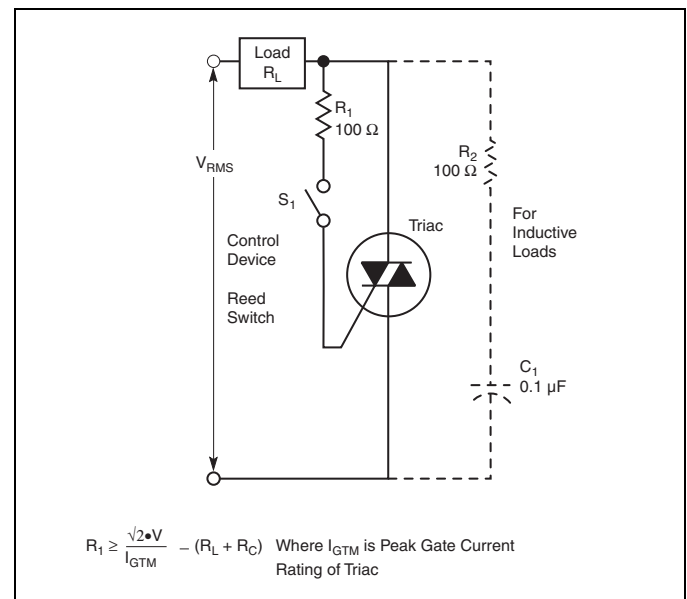 Load
R_L
R_1
100 Ω
V_RMS
R_2
100 Ω
S_1
Triac
For
Inductive
Loads
Control
Device
Reed
Switch
C_1
0.1 µF
R_1 ≥ √2•V / I_GTM – (R_L + R_C) Where I_GTM is Peak Gate Current
Rating of Triac